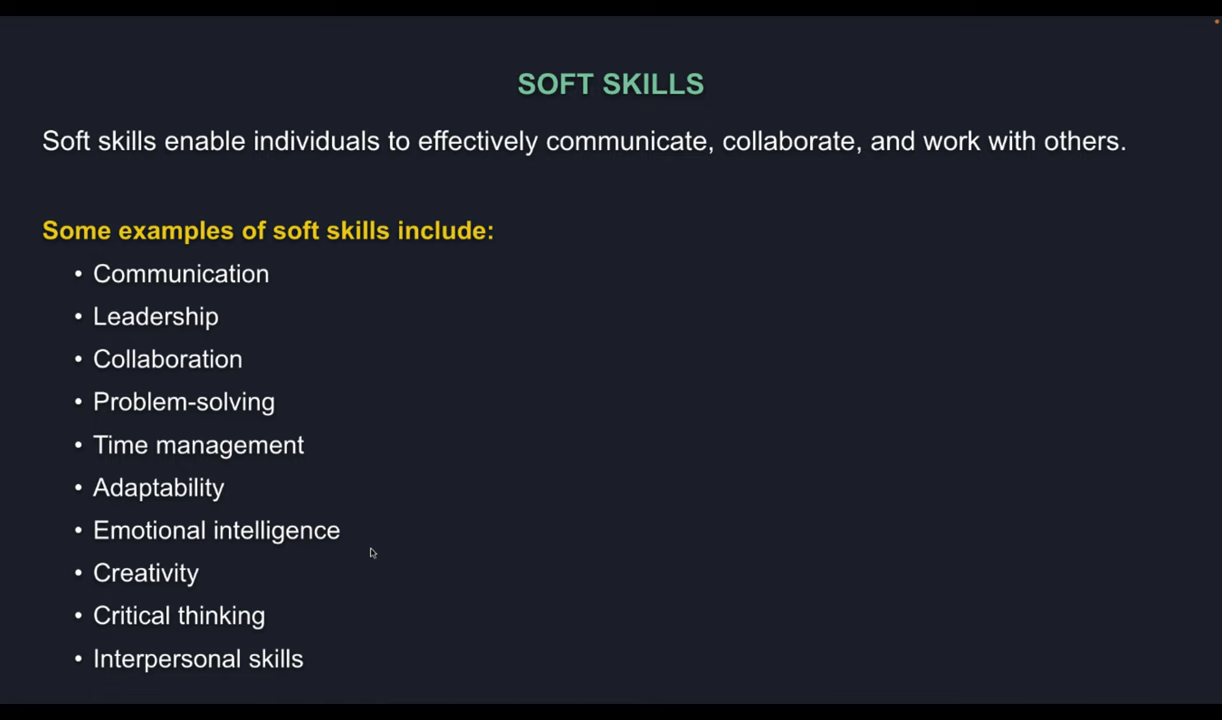 SOFT SKILLS
Soft skills enable individuals to effectively communicate, collaborate, and work with others.
Some examples of soft skills include:
• Communication
• Leadership
• Collaboration
• Problem-solving
• Time management
• Adaptability
• Emotional intelligence
• Creativity
• Critical thinking
• Interpersonal skills